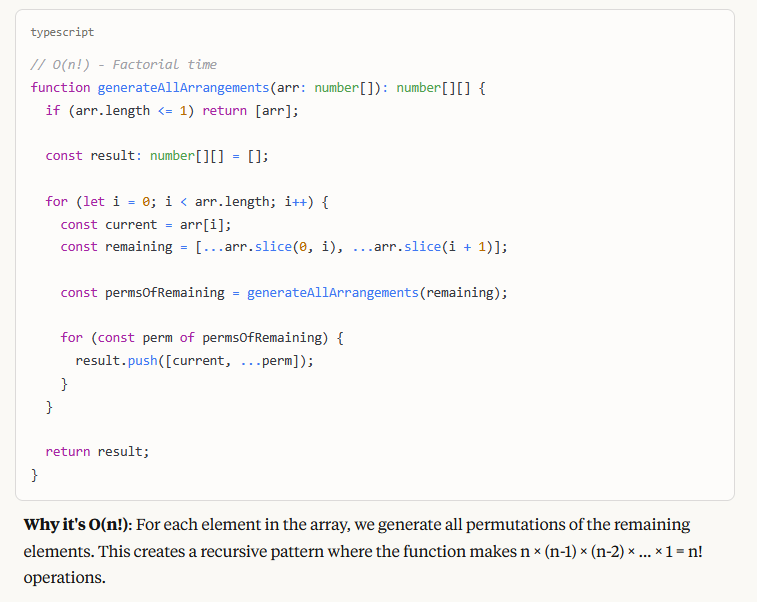 typescript
// O(n!) - Factorial time
function generateAllArrangements(arr: number[]): number[][] {
  if (arr.length <= 1) return [arr];
  const result: number[][] = [];
  for (let i = 0; i < arr.length; i++) {
    const current = arr[i];
    const remaining = [...arr.slice(0, i), ...arr.slice(i + 1)];
    const permsOfRemaining = generateAllArrangements(remaining);
    for (const perm of permsOfRemaining) {
      result.push([current, ...perm]);
    }
  }
  return result;
}
Why it's O(n!): For each element in the array, we generate all permutations of the remaining
elements. This creates a recursive pattern where the function makes n × (n-1) × (n-2) × ... × 1 = n!
operations.